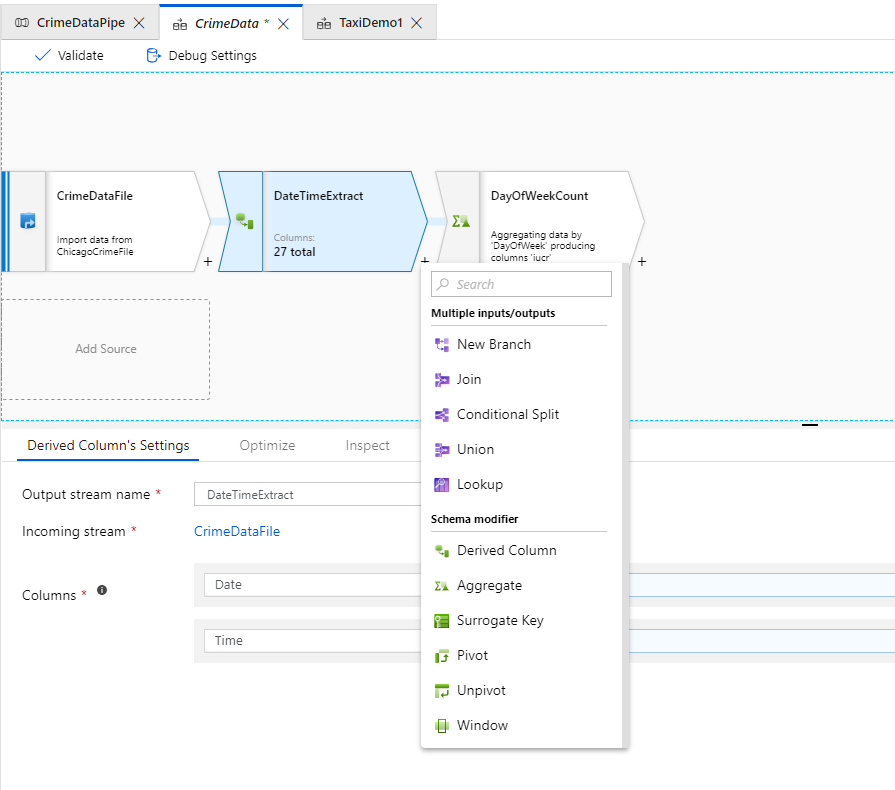 CrimeDataPipe
CrimeData *
TaxiDemo1
Validate
Debug Settings
CrimeDataFile
Import data from
ChicagoCrimeFile
+
DateTimeExtract
Columns:
27 total
+
DayOfWeekCount
Aggregating data by
'DayOfWeek' producing
columns 'iucr'
+
Add Source
Search
Multiple inputs/outputs
New Branch
Join
Conditional Split
Union
Lookup
Schema modifier
Derived Column
Aggregate
Surrogate Key
Pivot
Unpivot
Window
Derived Column's Settings
Optimize
Inspect
Output stream name *
DateTimeExtract
Incoming stream *
CrimeDataFile
Columns *
Date
Time